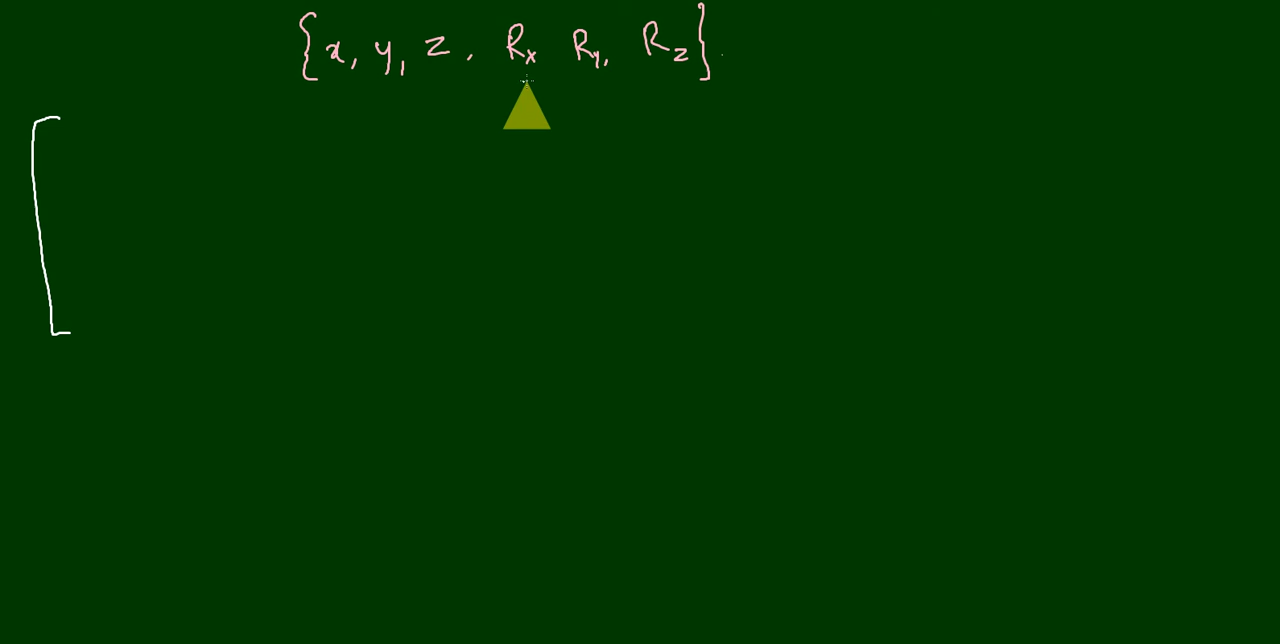 {x, y, z, Rx Ry, Rz}
[